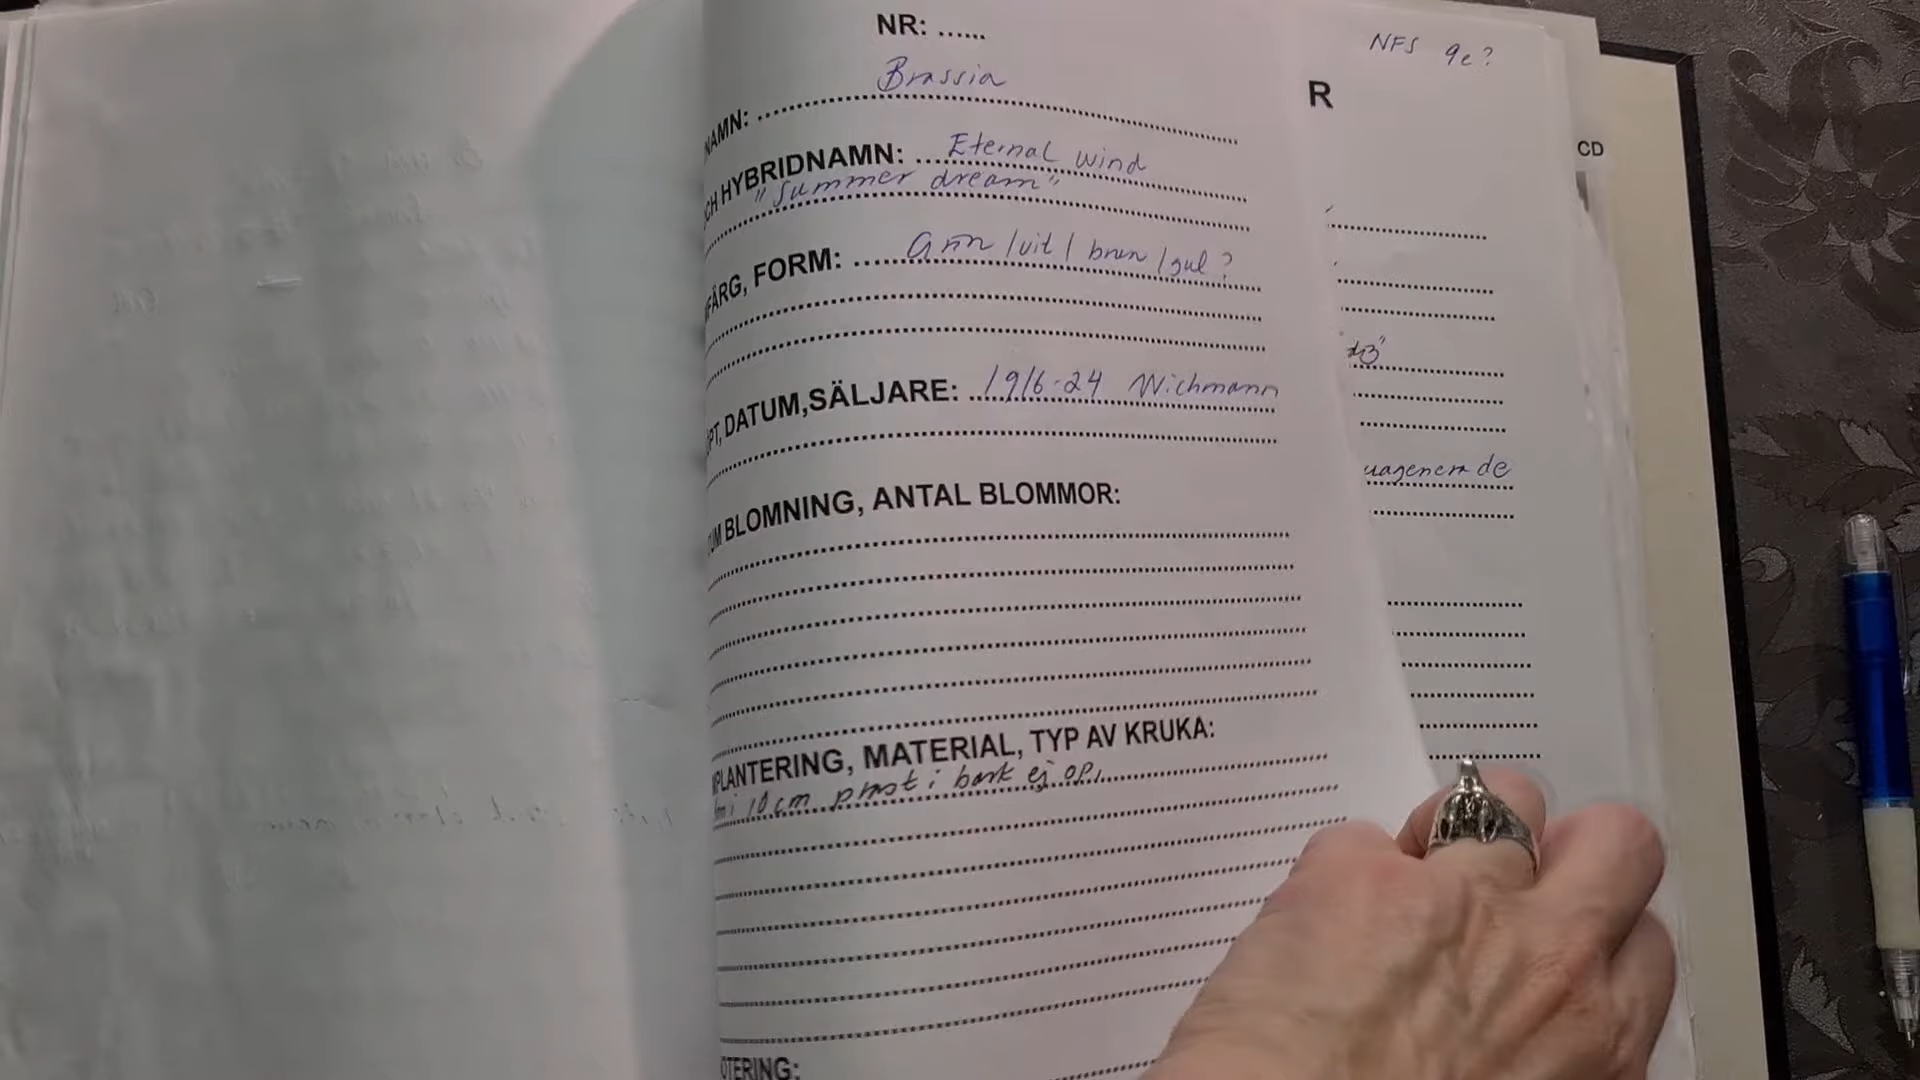 NR: ......
Brassia
NAMN:
CH HYBRIDNAMN: Eternal wind
"Summer dream"
FÄRG, FORM: Grön / vit / brun / gul ?
PT, DATUM,SÄLJARE: 19/6-24 Wichmann
UM BLOMNING, ANTAL BLOMMOR:
PLANTERING, MATERIAL, TYP AV KRUKA:
i 10 cm plast i bark ej op.
OTERING:
NFS 9e?
R
CD